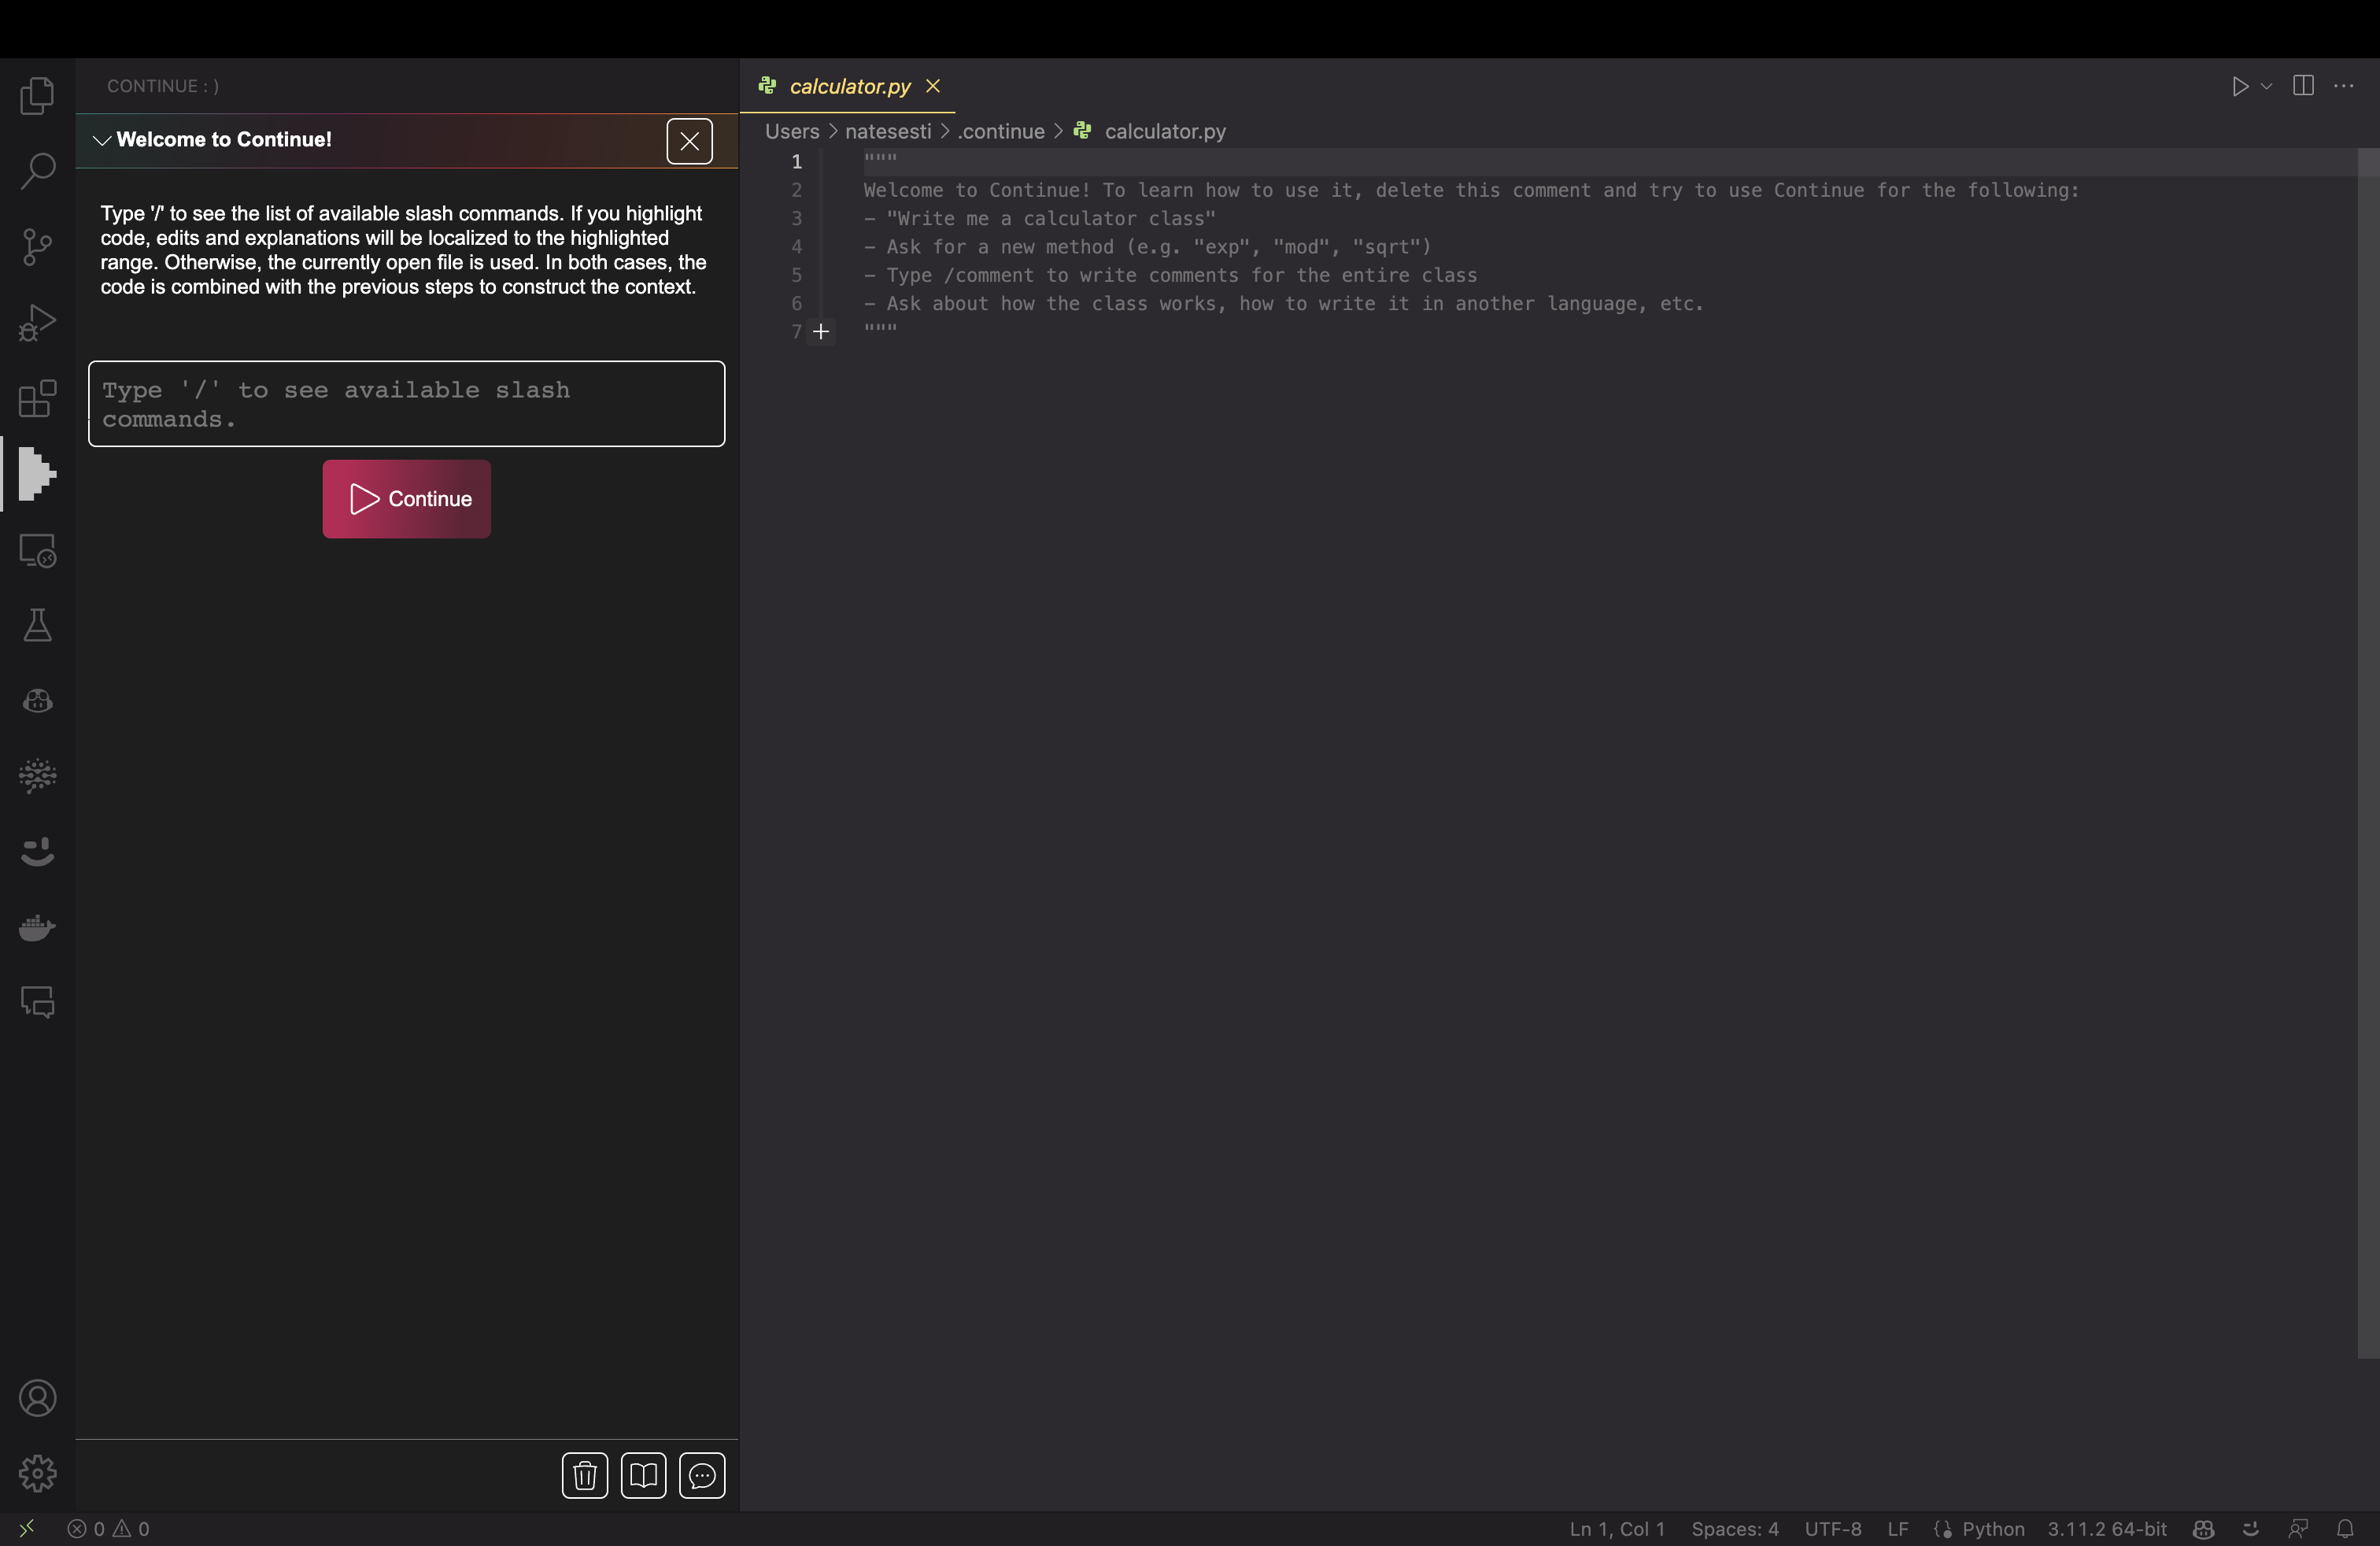 CONTINUE : )
Welcome to Continue!
Type '/' to see the list of available slash commands. If you highlight
code, edits and explanations will be localized to the highlighted
range. Otherwise, the currently open file is used. In both cases, the
code is combined with the previous steps to construct the context.
Type '/' to see available slash
commands.
Continue
calculator.py
Users > natesesti > .continue > calculator.py
1 """
2 Welcome to Continue! To learn how to use it, delete this comment and try to use Continue for the following:
3 - "Write me a calculator class"
4 - Ask for a new method (e.g. "exp", "mod", "sqrt")
5 - Type /comment to write comments for the entire class
6 - Ask about how the class works, how to write it in another language, etc.
7 """
0 0
Ln 1, Col 1 Spaces: 4 UTF-8 LF Python 3.11.2 64-bit